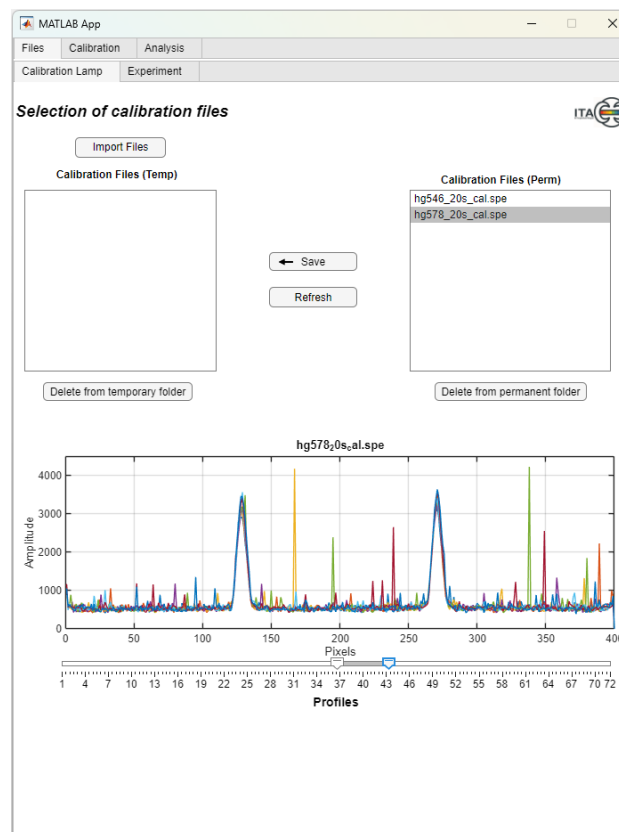 MATLAB App
Files Calibration Analysis
Calibration Lamp Experiment
Selection of calibration files
ITA
Import Files
Calibration Files (Temp)
Calibration Files (Perm)
hg546_20s_cal.spe
hg578_20s_cal.spe
Save
Refresh
Delete from temporary folder
Delete from permanent folder
hg578₂0s꜀al.spe
4000
3000
2000
1000
0
Amplitude
0 50 100 150 200 250 300 350 400
Pixels
1 4 7 10 13 16 19 22 25 28 31 34 37 40 43 46 49 52 55 58 61 64 67 70 72
Profiles